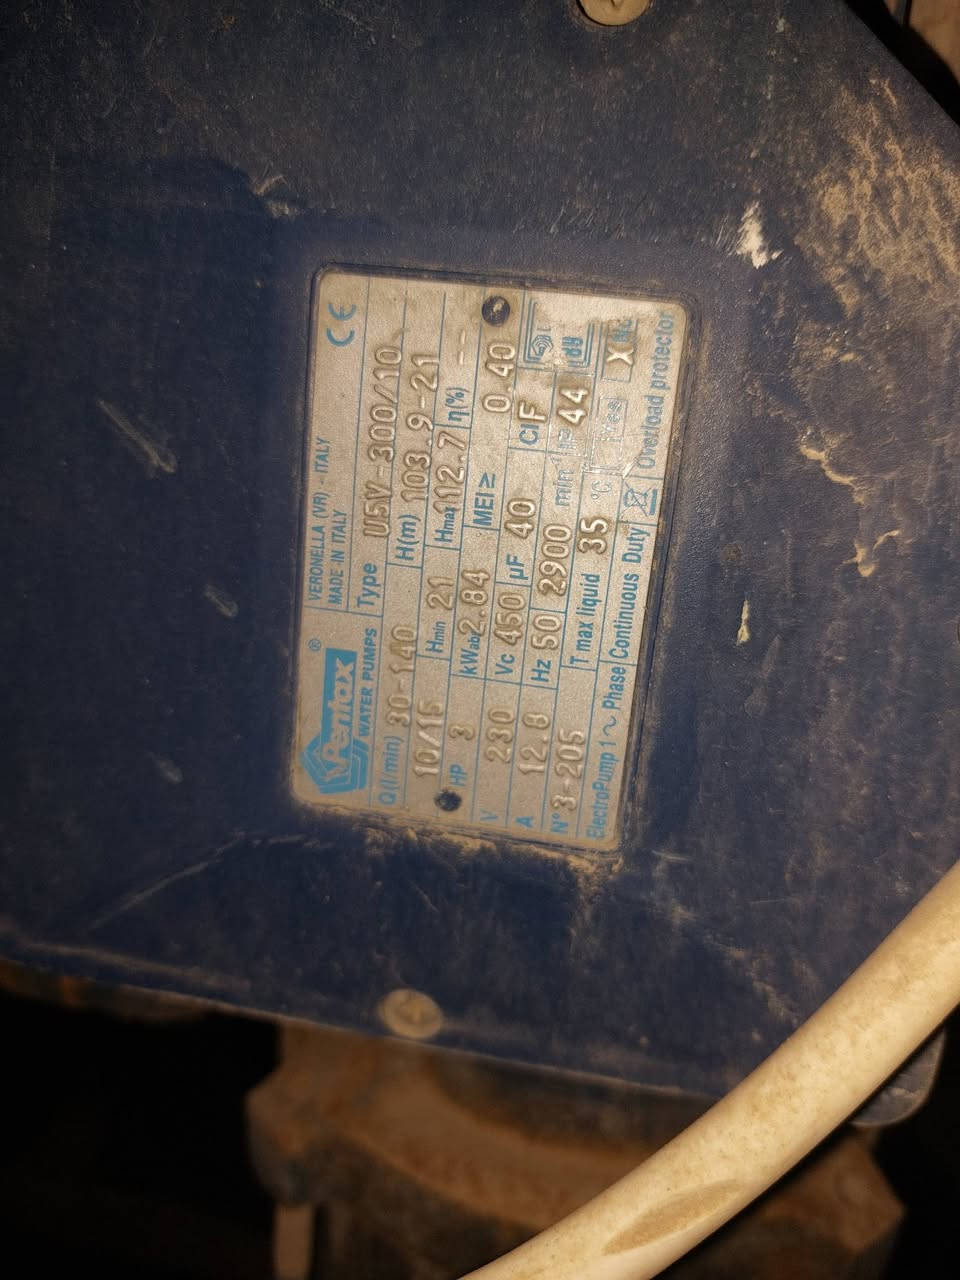 Pentax ®
WATER PUMPS
VERONELLA (VR) - ITALY
MADE IN ITALY
CE
Type U5V-300/10
Q(l/min) 30-140 H(m) 103.9-21
10/15 Hmin 21 Hmax 112.7 η(%) --
HP 3 kWab 2.84 MEI ≥ 0.40
V 230 Vc 450 µF 40 Cl F
A 12.8 Hz 50 2900 min IP 44
N° 3-205 T max liquid 35 °C Yes X No
ElectroPump 1 ~ Phase Continuous Duty Overload protector